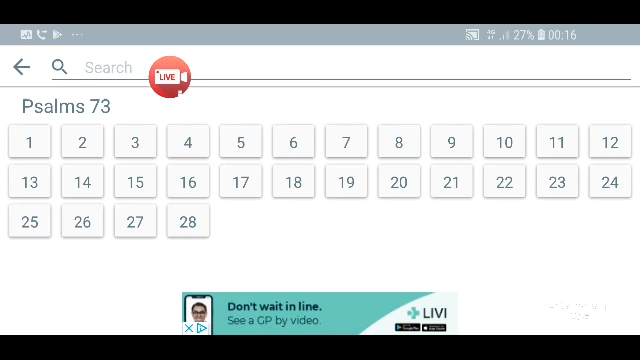 4G 27% 00:16
Search
LIVE
Psalms 73
1 2 3 4 5 6 7 8 9 10 11 12
13 14 15 16 17 18 19 20 21 22 23 24
25 26 27 28
Don't wait in line.
See a GP by video.
LIVI